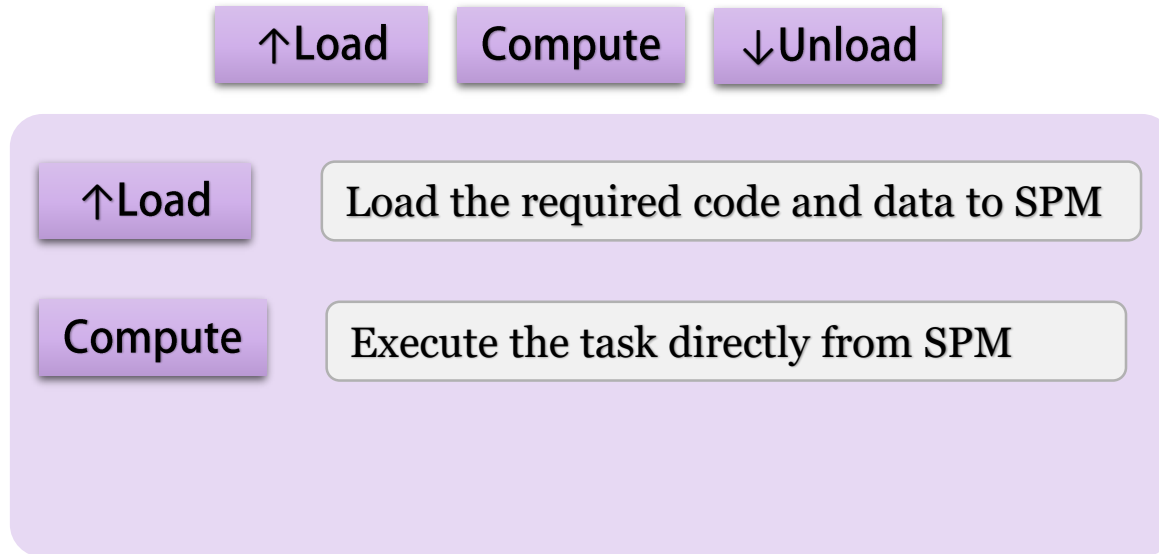 ↑Load Compute ↓Unload
↑Load Load the required code and data to SPM
Compute Execute the task directly from SPM